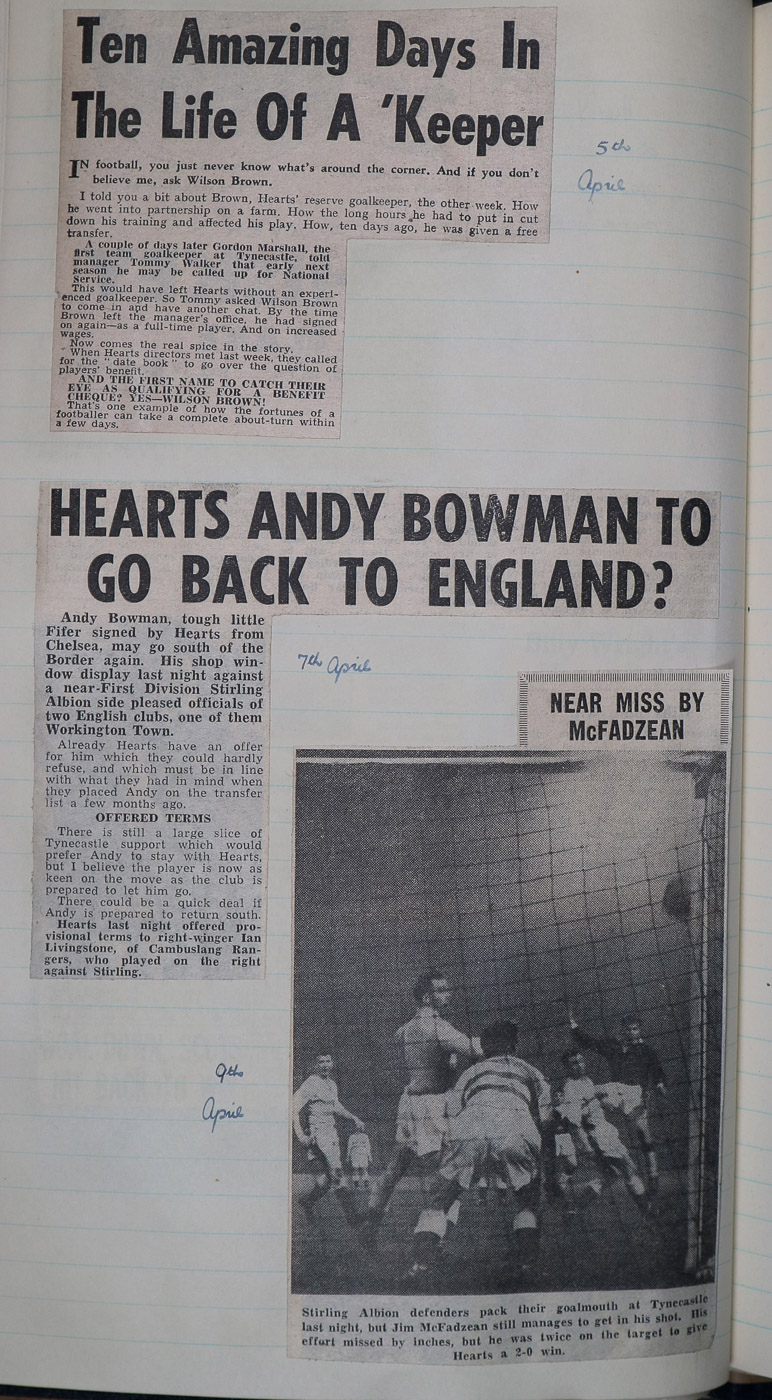 Ten Amazing Days In
The Life Of A 'Keeper
IN football, you just never know what's around the corner. And if you don't
believe me, ask Wilson Brown.
I told you a bit about Brown, Hearts' reserve goalkeeper, the other week. How
he went into partnership on a farm. How the long hours he had to put in cut
down his training and affected his play. How, ten days ago, he was given a free
transfer.
A couple of days later Gordon Marshall, the
first team goalkeeper at Tynecastle, told
manager Tommy Walker that early next
season he may be called up for National
Service.
This would have left Hearts without an experi-
enced goalkeeper. So Tommy asked Wilson Brown
to come in and have another chat. By the time
Brown left the manager's office, he had signed
on again—as a full-time player. And on increased
wages.
Now comes the real spice in the story.
When Hearts directors met last week, they called
for the "date book" to go over the question of
players' benefit.
AND THE FIRST NAME TO CATCH THEIR
EYE AS QUALIFYING FOR A BENEFIT
CHEQUE? YES—WILSON BROWN!
That's one example of how the fortunes of a
footballer can take a complete about-turn within
a few days.
5th
April
HEARTS ANDY BOWMAN TO
GO BACK TO ENGLAND?
Andy Bowman, tough little
Fifer signed by Hearts from
Chelsea, may go south of the
Border again. His shop win-
dow display last night against
a near-First Division Stirling
Albion side pleased officials of
two English clubs, one of them
Workington Town.
Already Hearts have an offer
for him which they could hardly
refuse, and which must be in line
with what they had in mind when
they placed Andy on the transfer
list a few months ago.
OFFERED TERMS
There is still a large slice of
Tynecastle support which would
prefer Andy to stay with Hearts,
but I believe the player is now as
keen on the move as the club is
prepared to let him go.
There could be a quick deal if
Andy is prepared to return south.
Hearts last night offered pro-
visional terms to right-winger Ian
Livingstone, of Cambuslang Ran-
gers, who played on the right
against Stirling.
7th April
NEAR MISS BY
McFADZEAN
9th
April
Stirling Albion defenders pack their goalmouth at Tynecastle
last night, but Jim McFadzean still manages to get in his shot. His
effort missed by inches, but he was twice on the target to give
Hearts a 2-0 win.